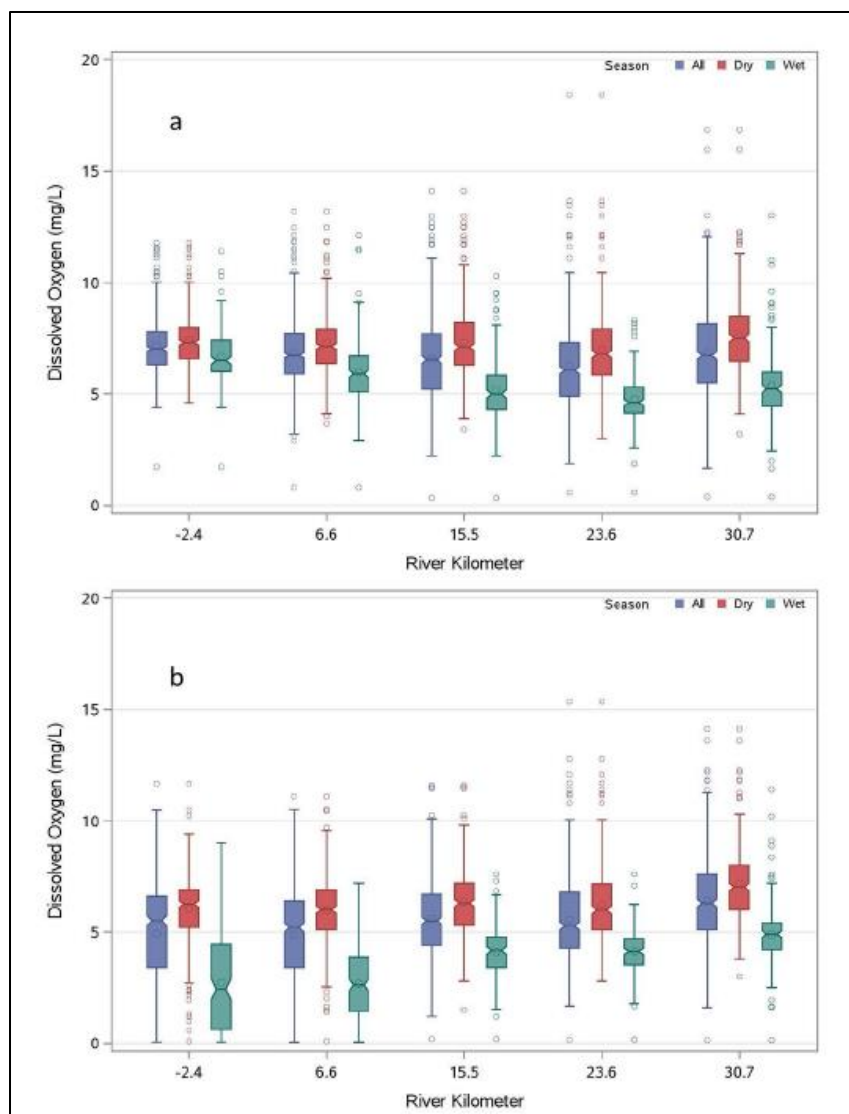 20
Season All Dry Wet
a
15
10
5
0
Dissolved Oxygen (mg/L)
-2.4 6.6 15.5 23.6 30.7
River Kilometer
20
Season All Dry Wet
b
15
10
5
0
Dissolved Oxygen (mg/L)
-2.4 6.6 15.5 23.6 30.7
River Kilometer